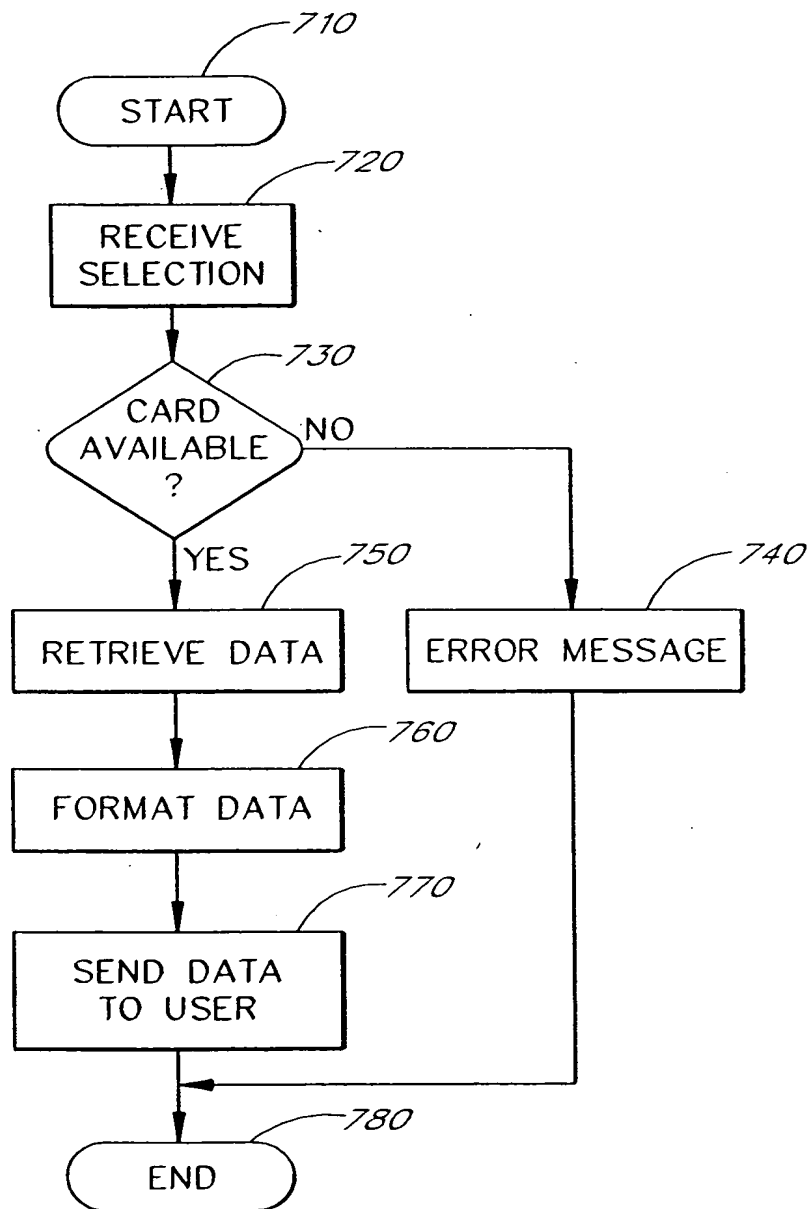 710
START
720
RECEIVE
SELECTION
730
CARD
AVAILABLE
?
NO
YES
750
RETRIEVE DATA
740
ERROR MESSAGE
760
FORMAT DATA
770
SEND DATA
TO USER
780
END